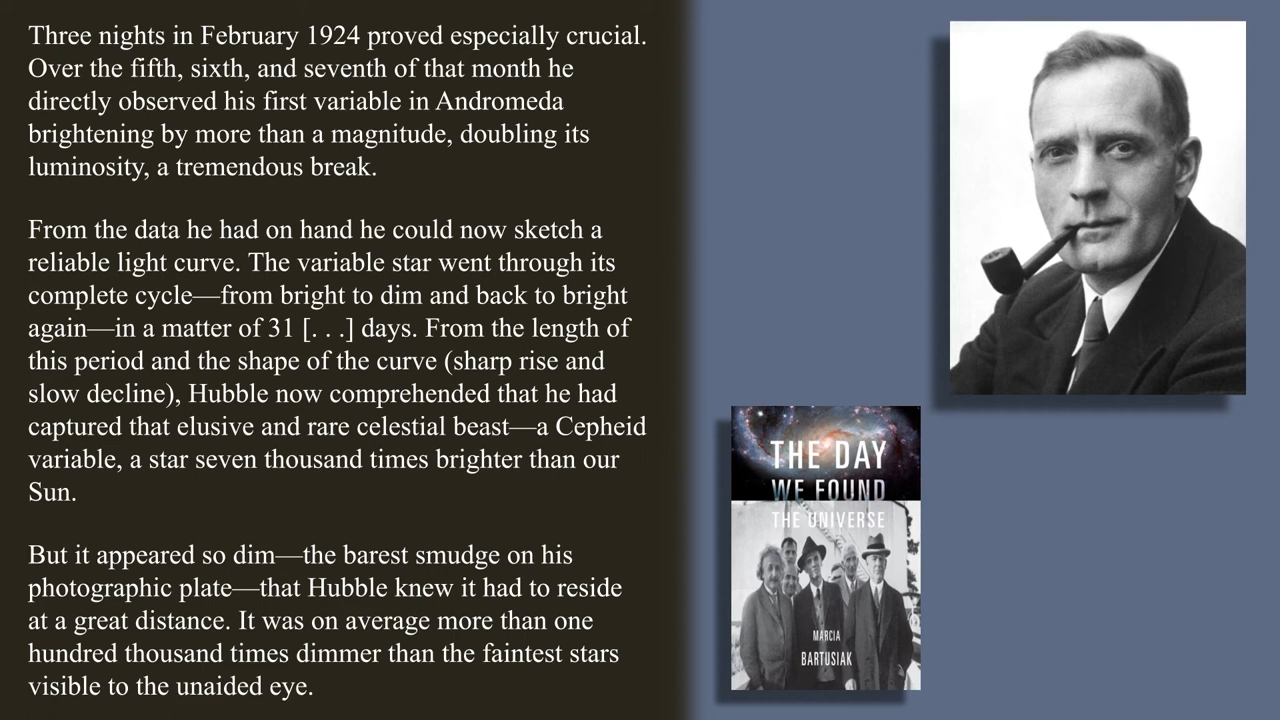 Three nights in February 1924 proved especially crucial.
Over the fifth, sixth, and seventh of that month he
directly observed his first variable in Andromeda
brightening by more than a magnitude, doubling its
luminosity, a tremendous break.
From the data he had on hand he could now sketch a
reliable light curve. The variable star went through its
complete cycle—from bright to dim and back to bright
again—in a matter of 31 [. . .] days. From the length of
this period and the shape of the curve (sharp rise and
slow decline), Hubble now comprehended that he had
captured that elusive and rare celestial beast—a Cepheid
variable, a star seven thousand times brighter than our
Sun.
But it appeared so dim—the barest smudge on his
photographic plate—that Hubble knew it had to reside
at a great distance. It was on average more than one
hundred thousand times dimmer than the faintest stars
visible to the unaided eye.
THE DAY
WE FOUND
THE UNIVERSE
MARCIA
BARTUSIAK